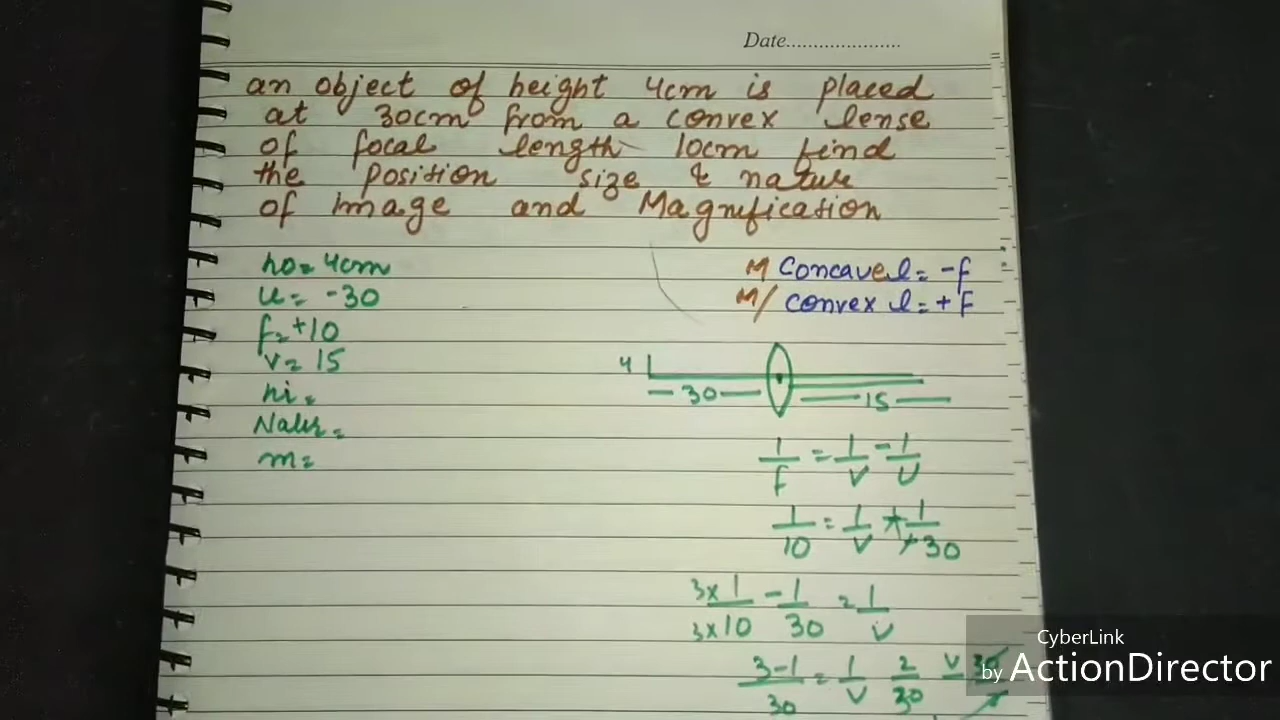 Date.....................
an object of height 4cm is placed
at 30cm from a convex lense
of focal length 10cm find
the position size & nature
of image and Magnification
ho= 4cm
u= -30
f= +10
v= 15
hi=
m=
M Concave l= -f
M/ convex l= +F
4
30
15
1/f = 1/v - 1/u
1/10 = 1/v + 1/+30
3x1/3x10 - 1/30 = 1/v
3-1/30 = 1/v 2/30 v 30
CyberLink
by ActionDirector